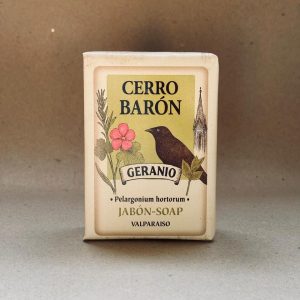 CERRO
BARÓN
GERANIO
• Pelargonium hortorum •
JABÓN-SOAP
VALPARAISO